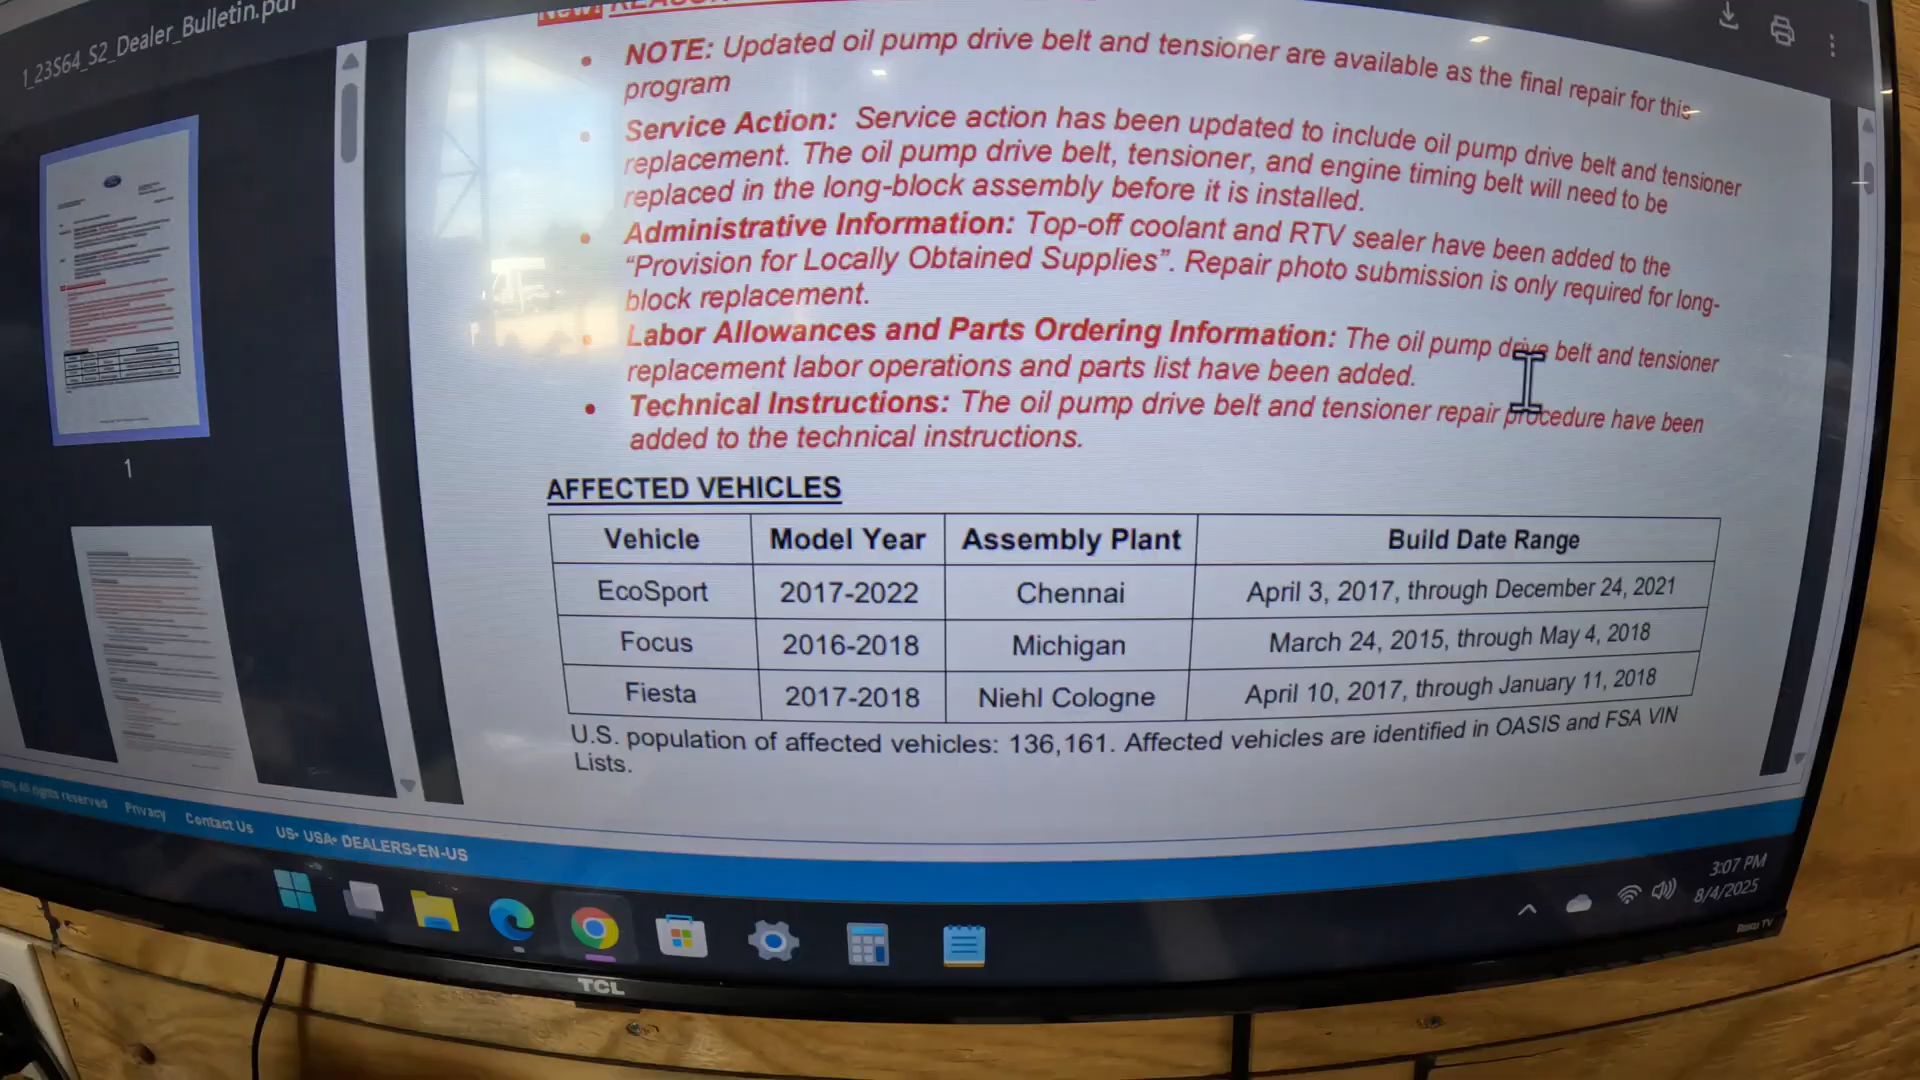 1_23S64_S2_Dealer_Bulletin.pdf
New!
NOTE: Updated oil pump drive belt and tensioner are available as the final repair for this
program
Service Action: Service action has been updated to include oil pump drive belt and tensioner
replacement. The oil pump drive belt, tensioner, and engine timing belt will need to be
replaced in the long-block assembly before it is installed.
Administrative Information: Top-off coolant and RTV sealer have been added to the
“Provision for Locally Obtained Supplies”. Repair photo submission is only required for long-
block replacement.
Labor Allowances and Parts Ordering Information: The oil pump drive belt and tensioner
replacement labor operations and parts list have been added.
Technical Instructions: The oil pump drive belt and tensioner repair procedure have been
added to the technical instructions.
1
AFFECTED VEHICLES
Vehicle Model Year Assembly Plant Build Date Range
EcoSport 2017-2022 Chennai April 3, 2017, through December 24, 2021
Focus 2016-2018 Michigan March 24, 2015, through May 4, 2018
Fiesta 2017-2018 Niehl Cologne April 10, 2017, through January 11, 2018
U.S. population of affected vehicles: 136,161. Affected vehicles are identified in OASIS and FSA VIN
Lists.
All rights reserved Privacy Contact Us US• USA• DEALERS•EN-US
3:07 PM
8/4/2025
Roku TV
TCL